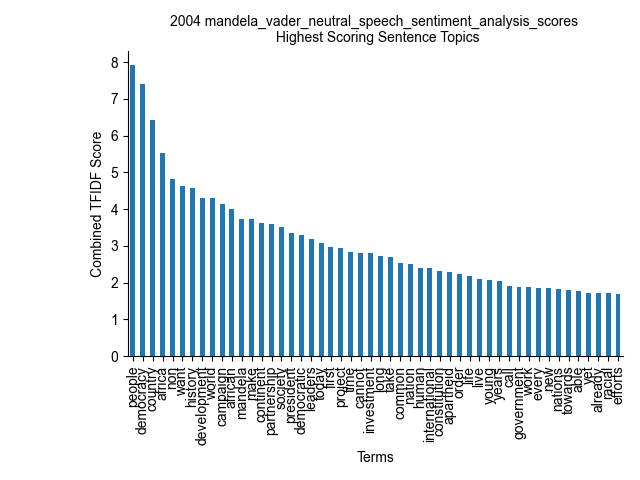 2004 mandela_vader_neutral_speech_sentiment_analysis_scores
Highest Scoring Sentence Topics
Combined TFIDF Score
8
7
6
5
4
3
2
1
0
people
democracy
country
africa
non
want
history
development
world
campaign
african
mandela
make
continent
partnership
society
president
democratic
leaders
today
first
project
time
cannot
investment
long
take
common
nation
human
international
constitution
apartheid
order
life
live
young
years
call
government
work
every
new
nations
towards
able
yet
already
racial
efforts
Terms